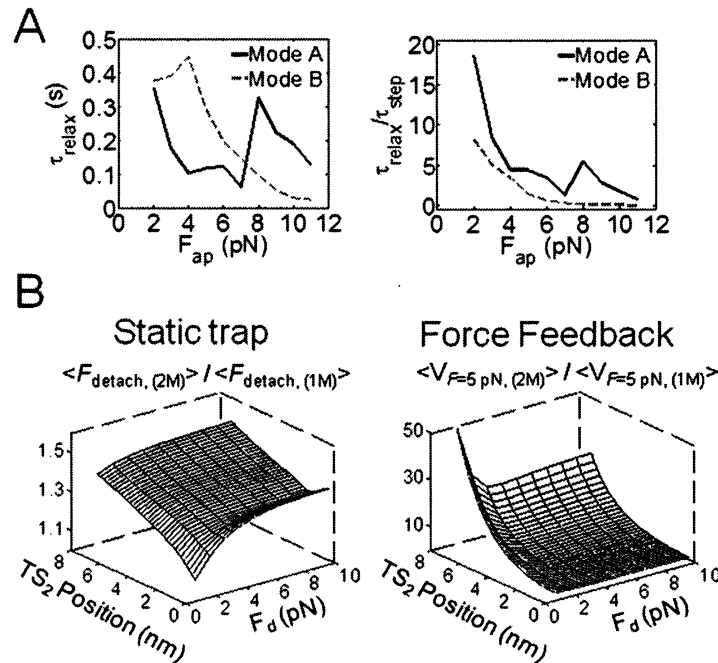 A
τrelax (s)
0.5
0.4
0.3
0.2
0.1
0
0 2 4 6 8 10 12
Fap (pN)
Mode A
Mode B
τrelax/τstep
20
15
10
5
0
0 2 4 6 8 10 12
Fap (pN)
Mode A
Mode B
B
Static trap
<Fdetach, (2M)> / <Fdetach, (1M)>
1.5
1.3
1.1
8 6 4 2 0
TS2 Position (nm)
0 2 4 6 8 10
Fd (pN)
Force Feedback
<VF=5 pN, (2M)> / <VF=5 pN, (1M)>
50
30
10
8 6 4 2 0
TS2 Position (nm)
0 2 4 6 8 10
Fd (pN)